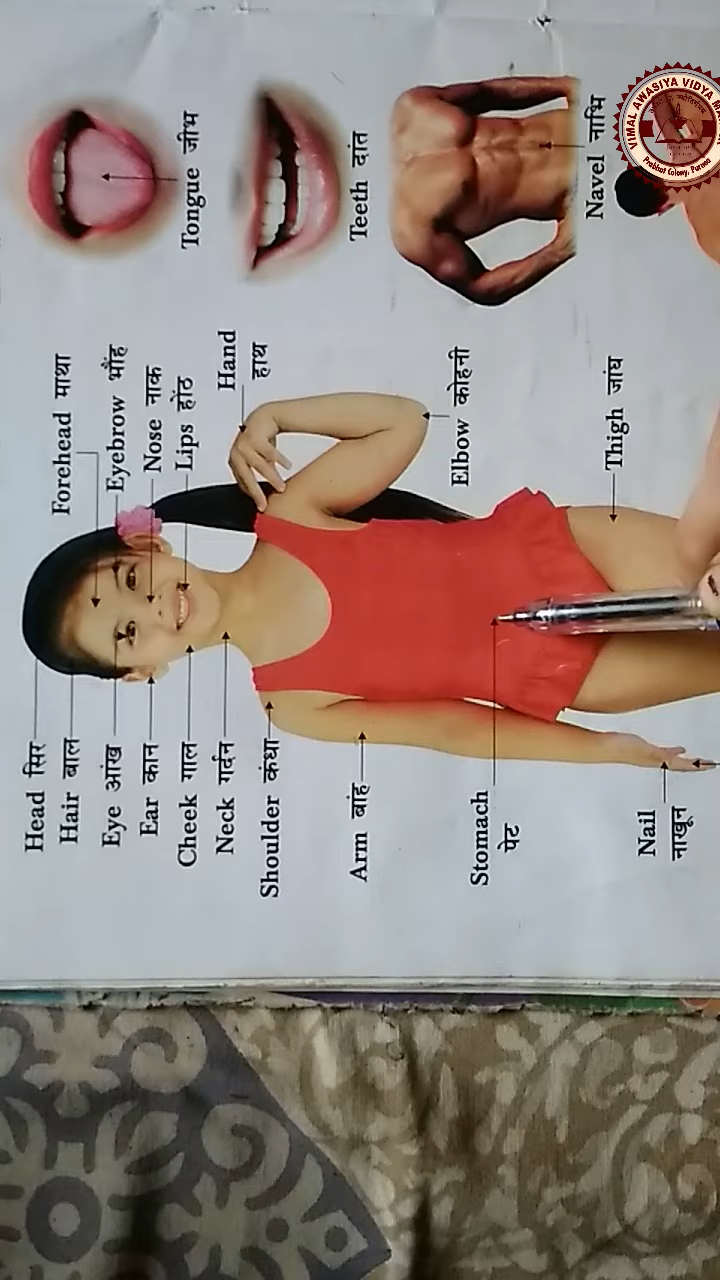 Head सिर
Hair बाल
Eye आंख
Ear कान
Cheek गाल
Neck गर्दन
Shoulder कंधा
Arm बांह
Stomach
पेट
Nail
नाखून
Forehead माथा
Eyebrow भौंह
Nose नाक
Lips होंठ
Hand
हाथ
Elbow कोहनी
Thigh जांघ
Tongue जीभ
Teeth दांत
Navel नाभि
VIMAL AWASIYA VIDYA
Prabhat Colony, Purnea